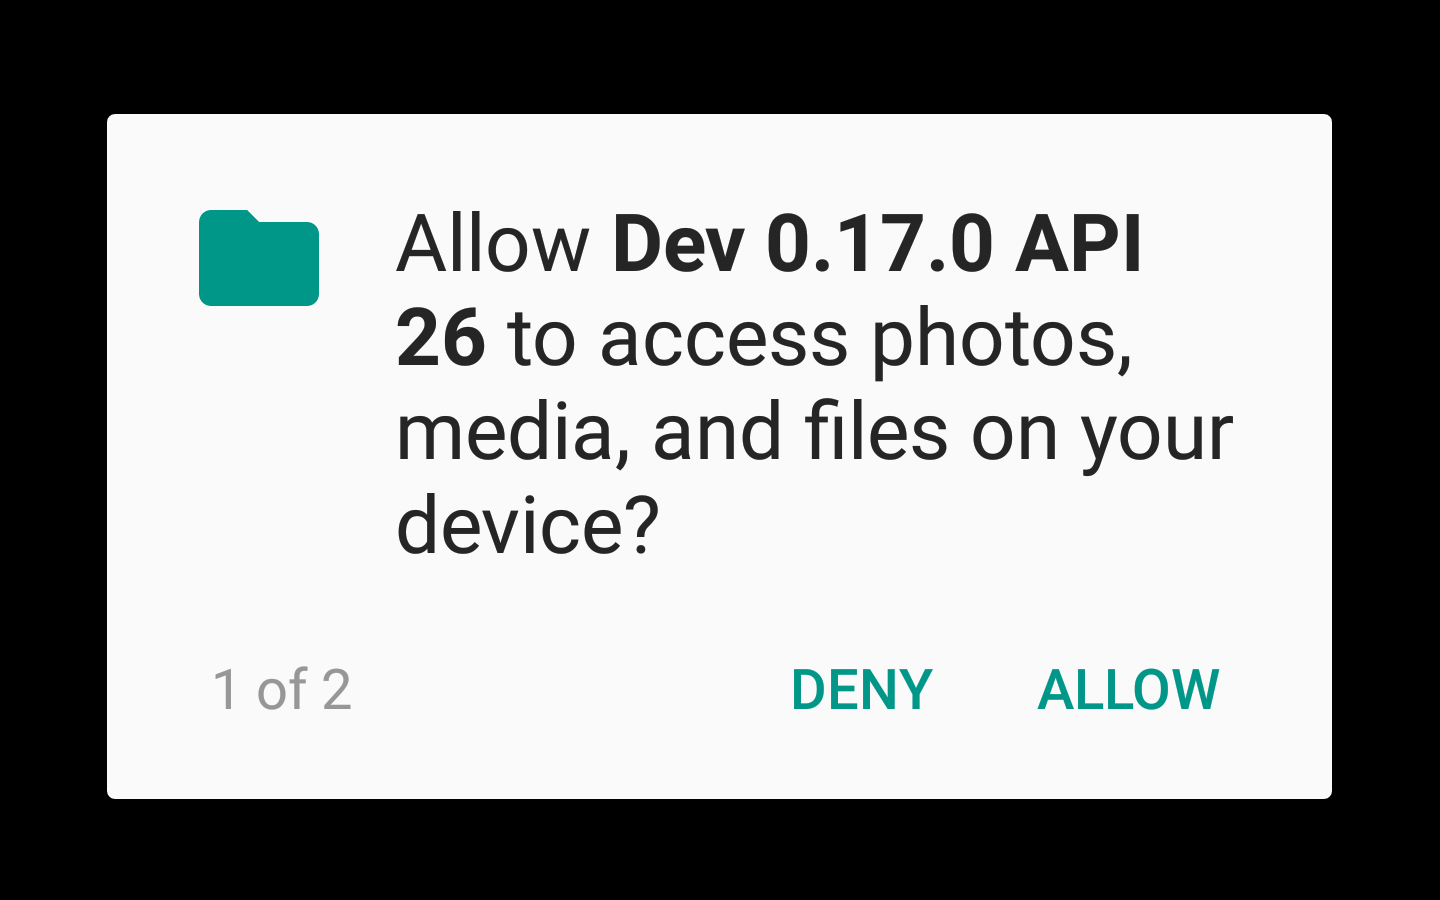 Allow Dev 0.17.0 API
26 to access photos,
media, and files on your
device?
1 of 2
DENY
ALLOW